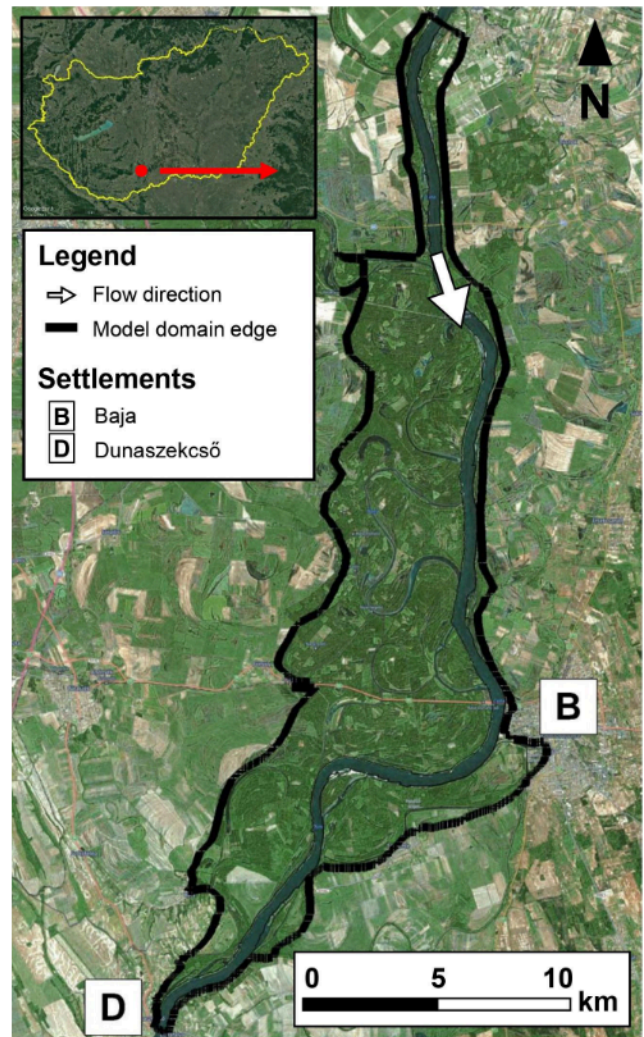 N
Legend
Flow direction
Model domain edge
Settlements
B Baja
D Dunaszekcső
B
D
0 5 10
km